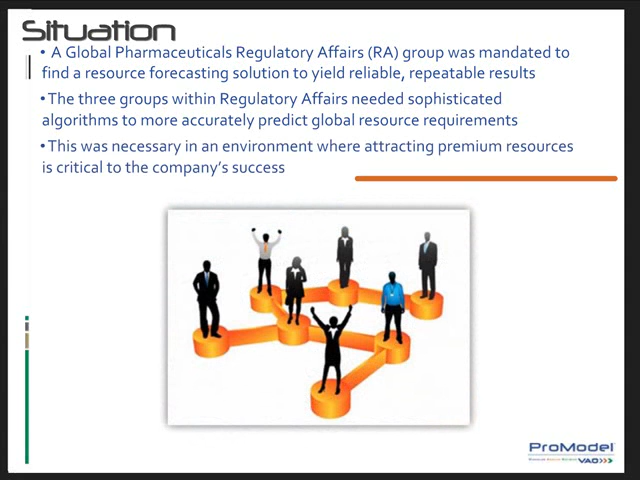 Situation
• A Global Pharmaceuticals Regulatory Affairs (RA) group was mandated to
find a resource forecasting solution to yield reliable, repeatable results
• The three groups within Regulatory Affairs needed sophisticated
algorithms to more accurately predict global resource requirements
• This was necessary in an environment where attracting premium resources
is critical to the company's success
ProModel
VAO